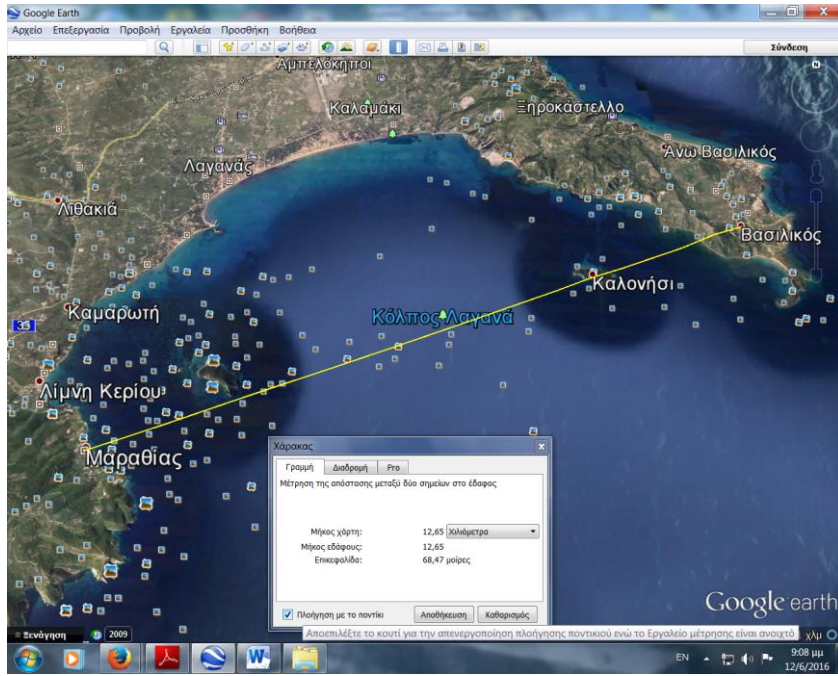 Google Earth
Αρχείο Επεξεργασία Προβολή Εργαλεία Προσθήκη Βοήθεια
Σύνδεση
N
Αμπελόκηποι
Καλαμάκι
Ξηροκάστελλο
Λαγανάς
Άνω Βασιλικός
Λιθακιά
Βασιλικός
Καλονήσι
Καμαρωτή
Κόλπος Λαγανά
35
Λίμνη Κερίου
Μαραθίας
Χάρακας
Γραμμή Διαδρομή Pro
Μέτρηση της απόστασης μεταξύ δύο σημείων στο έδαφος
Μήκος χάρτη: 12,65 Χιλιόμετρα
Μήκος εδάφους: 12,65
Επικεφαλίδα: 68,47 μοίρες
Πλοήγηση με το ποντίκι Αποθήκευση Καθαρισμός
Google earth
Ξενάγηση 2009
Αποεπιλέξτε το κουτί για την απενεργοποίηση πλοήγησης ποντικιού ενώ το Εργαλείο μέτρησης είναι ανοιχτό χλμ
EN 9:08 μμ
12/6/2016